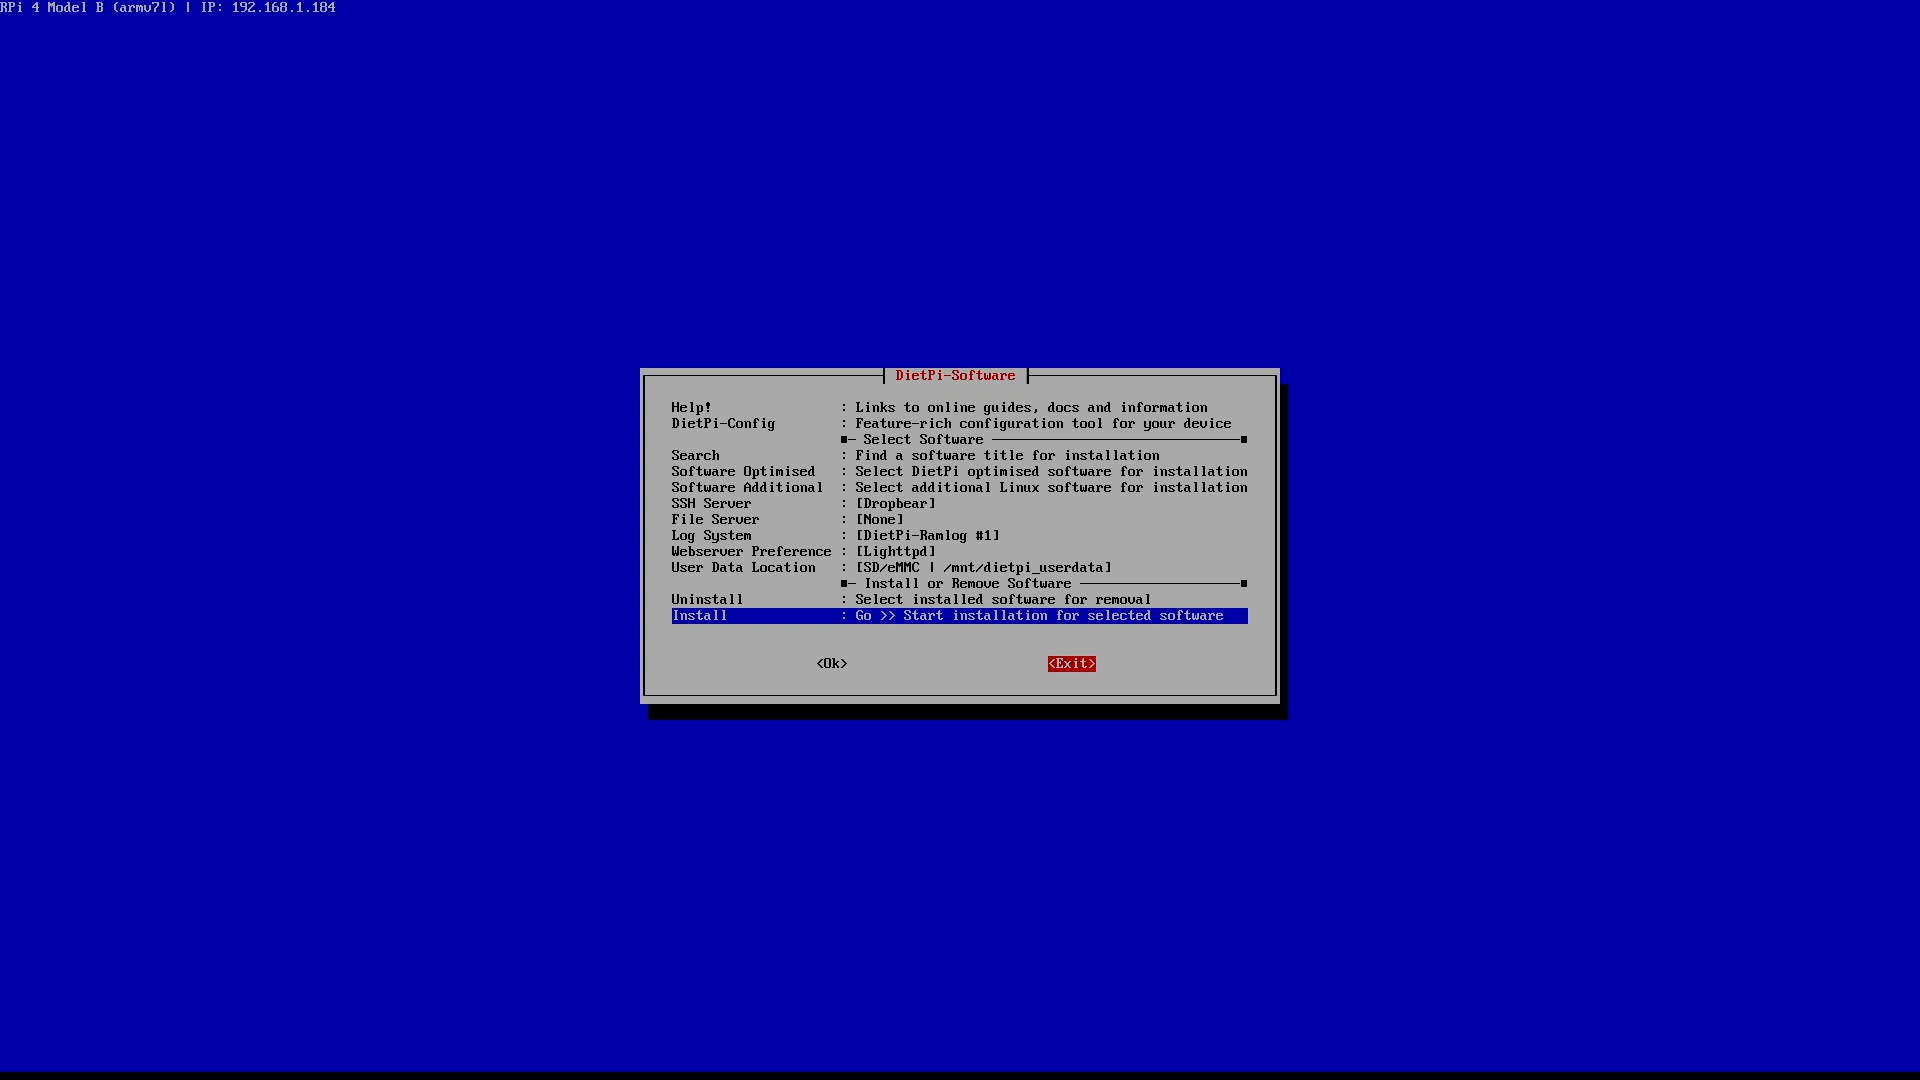 RPi 4 Model B (armv7l) | IP: 192.168.1.184
DietPi-Software
Help! : Links to online guides, docs and information
DietPi-Config : Feature-rich configuration tool for your device
Select Software
Search : Find a software title for installation
Software Optimised : Select DietPi optimised software for installation
Software Additional : Select additional Linux software for installation
SSH Server : [Dropbear]
File Server : [None]
Log System : [DietPi-Ramlog #1]
Webserver Preference : [Lighttpd]
User Data Location : [SD/eMMC | /mnt/dietpi_userdata]
Install or Remove Software
Uninstall : Select installed software for removal
Install : Go >> Start installation for selected software
<Ok> <Exit>